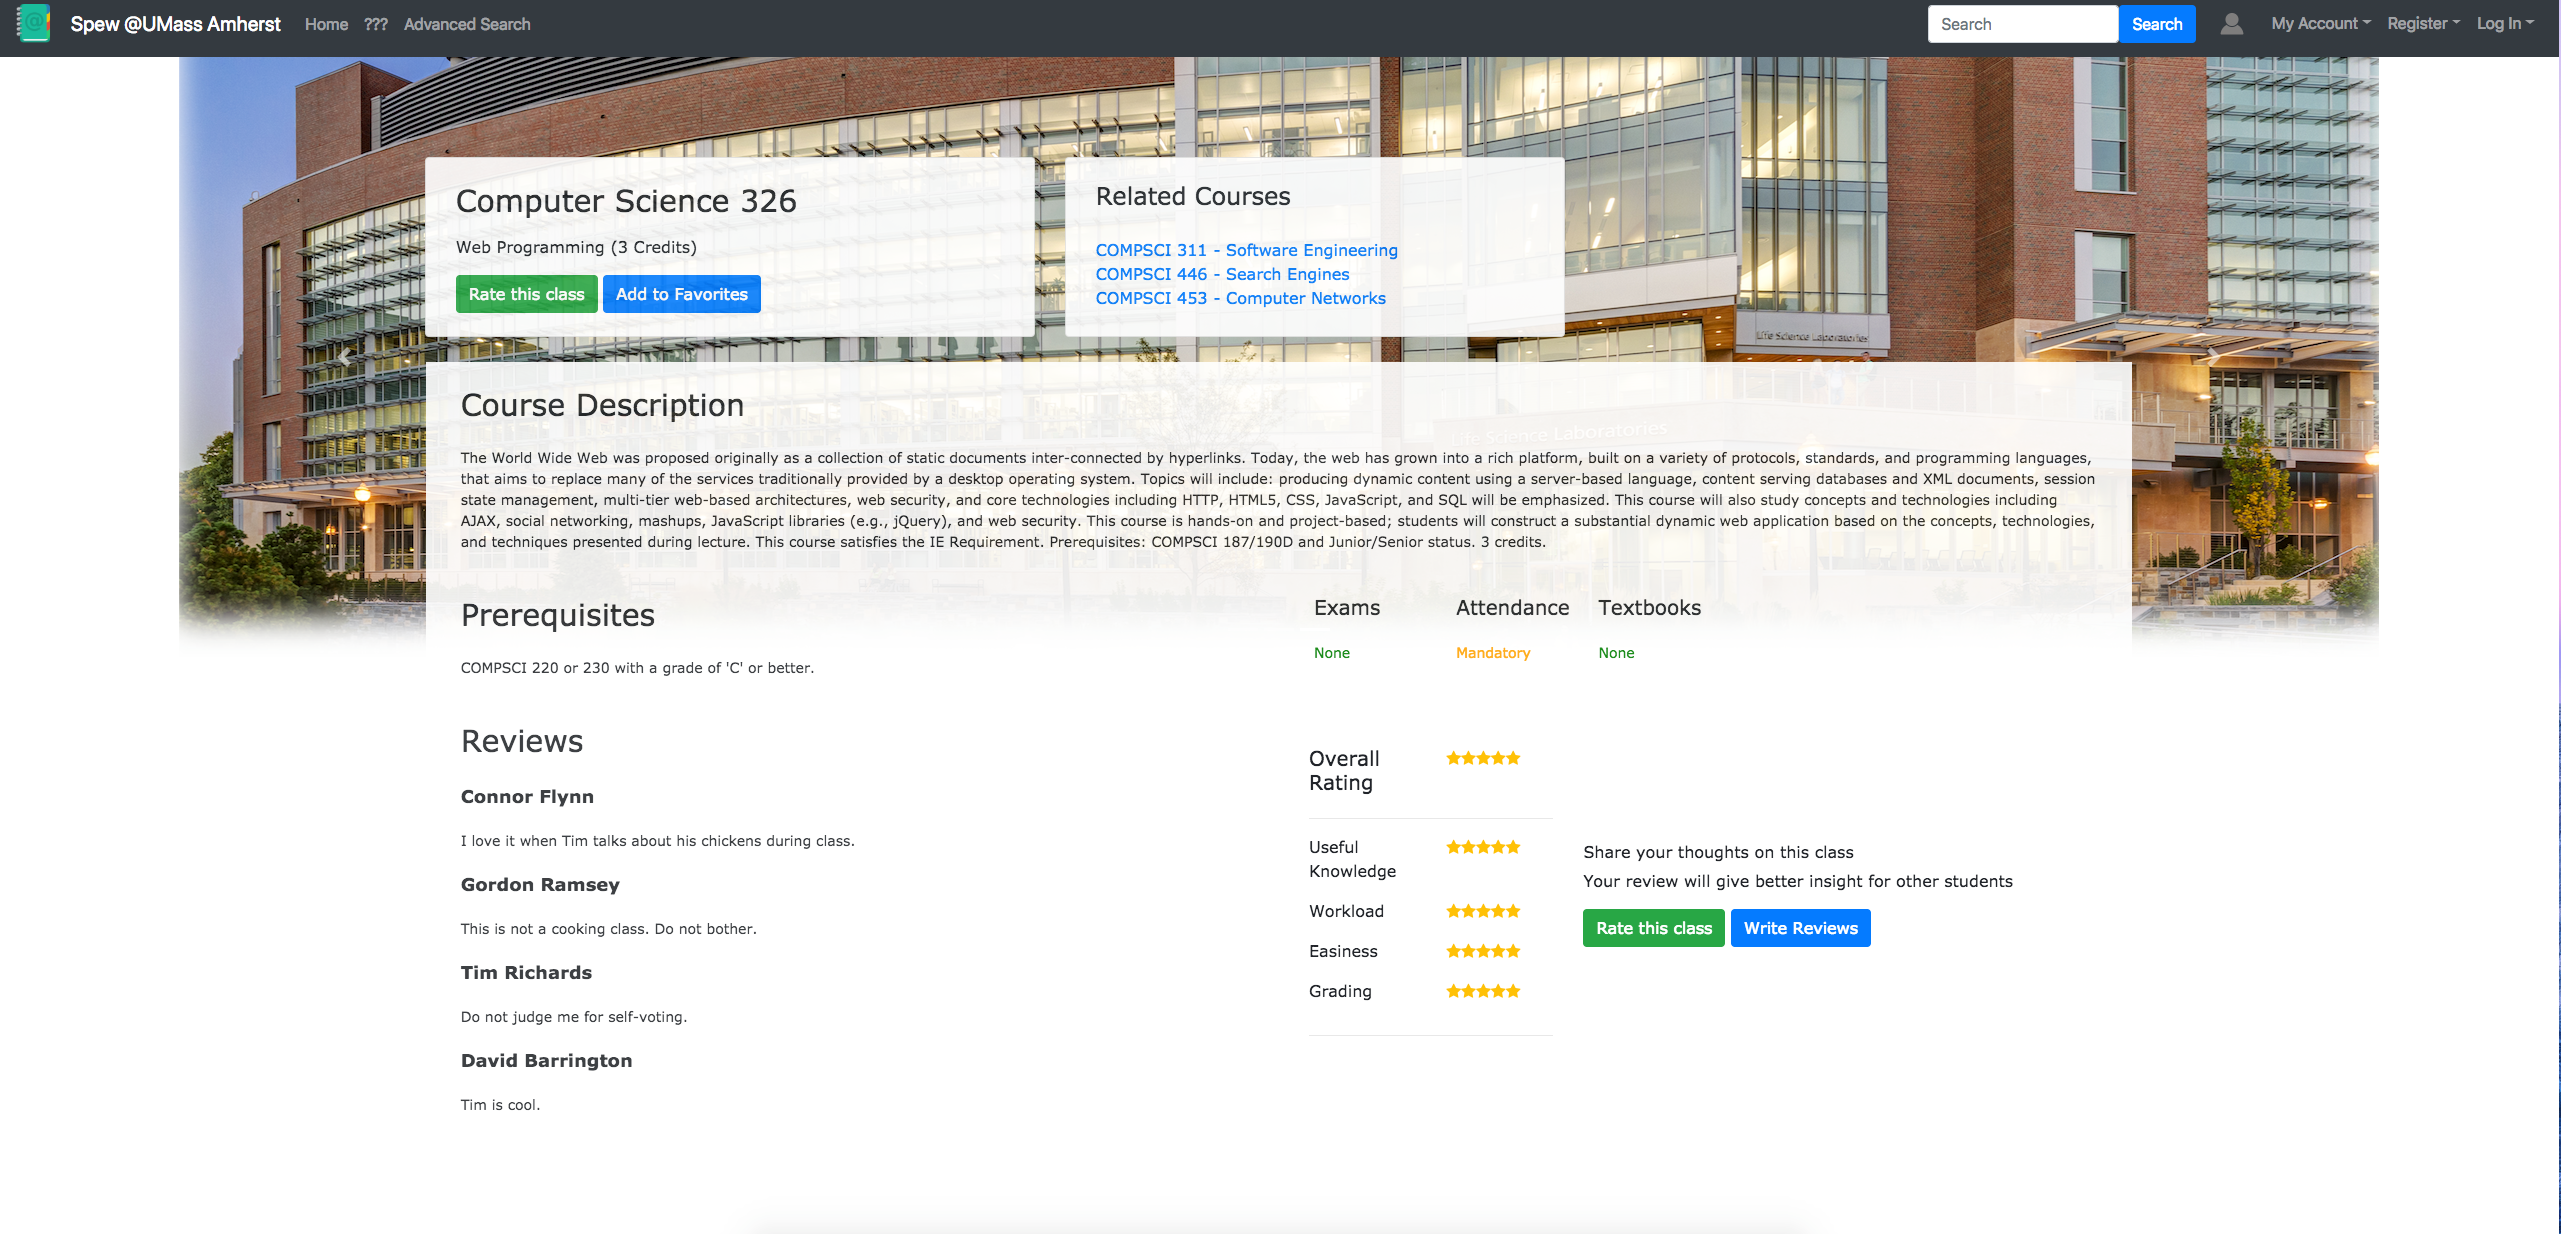 Spew @UMass Amherst Home ??? Advanced Search Search Search My Account Register Log In
Computer Science 326
Web Programming (3 Credits)
Rate this class Add to Favorites
Related Courses
COMPSCI 311 - Software Engineering
COMPSCI 446 - Search Engines
COMPSCI 453 - Computer Networks
Life Science Laboratories
Course Description
Life Science Laboratories
The World Wide Web was proposed originally as a collection of static documents inter-connected by hyperlinks. Today, the web has grown into a rich platform, built on a variety of protocols, standards, and programming languages,
that aims to replace many of the services traditionally provided by a desktop operating system. Topics will include: producing dynamic content using a server-based language, content serving databases and XML documents, session
state management, multi-tier web-based architectures, web security, and core technologies including HTTP, HTML5, CSS, JavaScript, and SQL will be emphasized. This course will also study concepts and technologies including
AJAX, social networking, mashups, JavaScript libraries (e.g., jQuery), and web security. This course is hands-on and project-based; students will construct a substantial dynamic web application based on the concepts, technologies,
and techniques presented during lecture. This course satisfies the IE Requirement. Prerequisites: COMPSCI 187/190D and Junior/Senior status. 3 credits.
Prerequisites
COMPSCI 220 or 230 with a grade of 'C' or better.
Exams Attendance Textbooks
None Mandatory None
Reviews
Connor Flynn
I love it when Tim talks about his chickens during class.
Gordon Ramsey
This is not a cooking class. Do not bother.
Tim Richards
Do not judge me for self-voting.
David Barrington
Tim is cool.
Overall
Rating
Useful
Knowledge
Workload
Easiness
Grading
Share your thoughts on this class
Your review will give better insight for other students
Rate this class Write Reviews